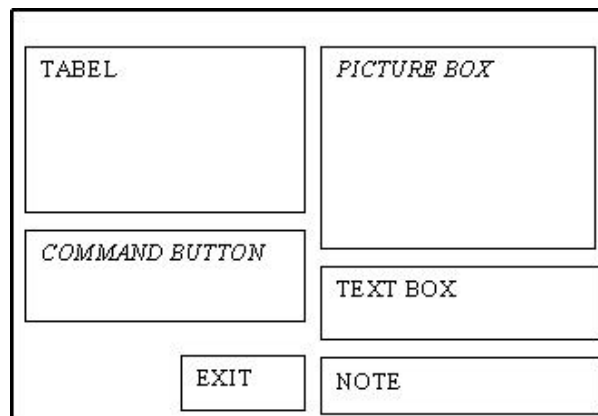 TABEL
PICTURE BOX
COMMAND BUTTON
TEXT BOX
EXIT
NOTE